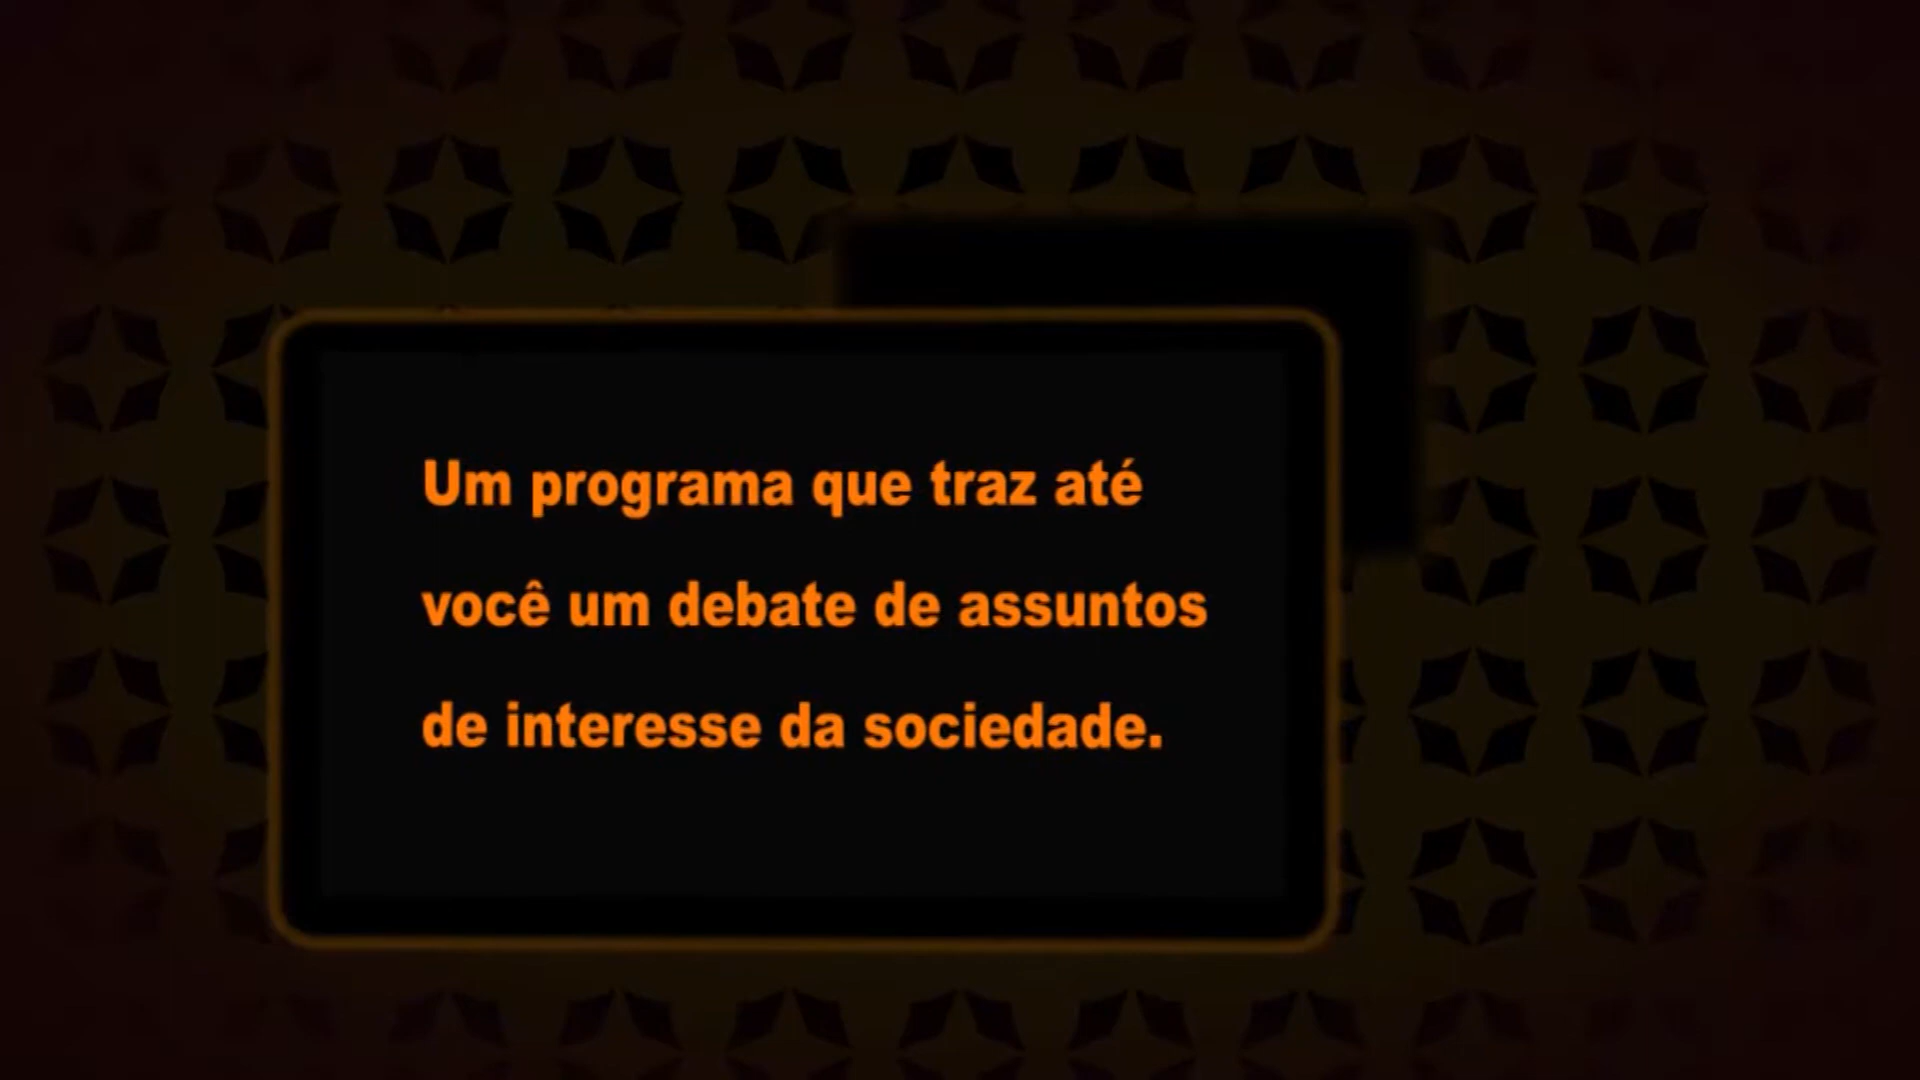 Um programa que traz até
você um debate de assuntos
de interesse da sociedade.